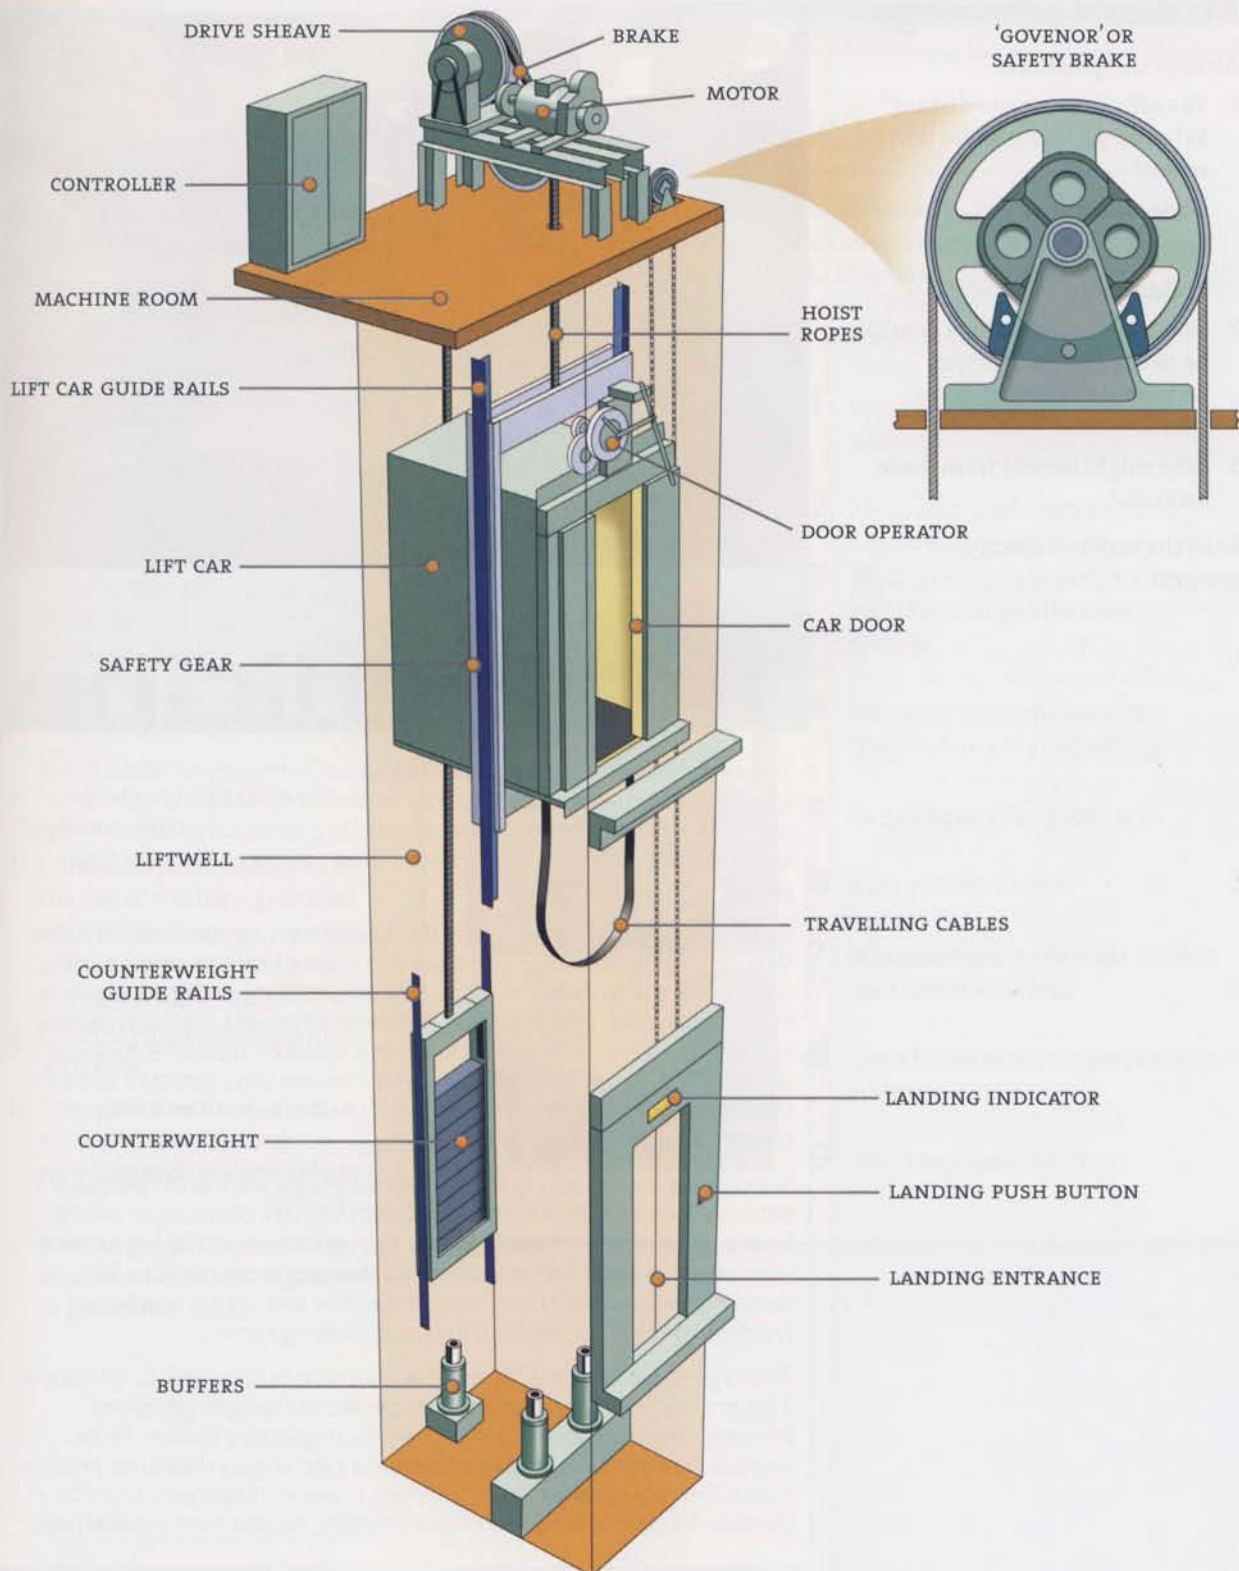 DRIVE SHEAVE
BRAKE
MOTOR
'GOVENOR' OR
SAFETY BRAKE
CONTROLLER
MACHINE ROOM
HOIST
ROPES
LIFT CAR GUIDE RAILS
DOOR OPERATOR
LIFT CAR
CAR DOOR
SAFETY GEAR
LIFTWELL
TRAVELLING CABLES
COUNTERWEIGHT
GUIDE RAILS
LANDING INDICATOR
COUNTERWEIGHT
LANDING PUSH BUTTON
LANDING ENTRANCE
BUFFERS